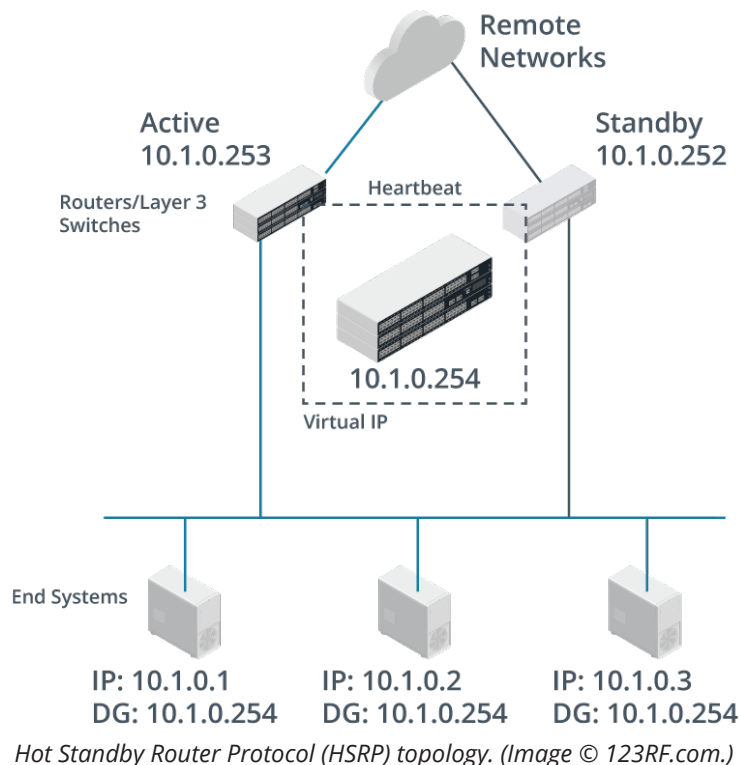 Remote
Networks
Active
10.1.0.253
Standby
10.1.0.252
Routers/Layer 3
Switches
Heartbeat
10.1.0.254
Virtual IP
End Systems
IP: 10.1.0.1
DG: 10.1.0.254
IP: 10.1.0.2
DG: 10.1.0.254
IP: 10.1.0.3
DG: 10.1.0.254
Hot Standby Router Protocol (HSRP) topology. (Image © 123RF.com.)